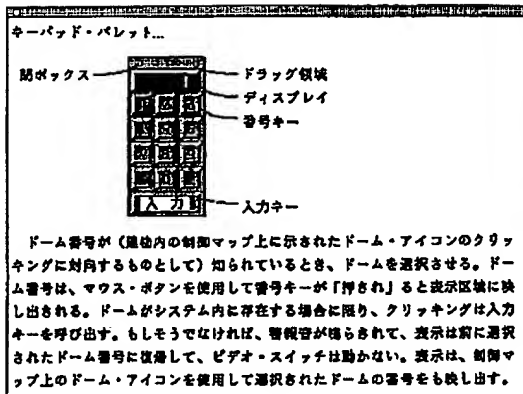 キーパッド・パレット...
閉ボックス
ドラッグ領域
ディスプレイ
番号キー
入力
入力キー
ドーム番号が(建物内の制御マップ上に示されたドーム・アイコンのクリッ
キングに対向するものとして)知られているとき、ドームを選択させる。ドー
ム番号は、マウス・ボタンを使用して番号キーが「押され」ると表示区域に映
し出される。ドームがシステム内に存在する場合に限り、クリッキングは入力
キーを呼び出す。もしそうでなければ、警報音が鳴らされて、表示は前に選択
されたドーム番号に復帰して、ビデオ・スイッチは動かない。表示は、制御マ
ップ上のドーム・アイコンを使用して選択されたドームの番号をも映し出す。